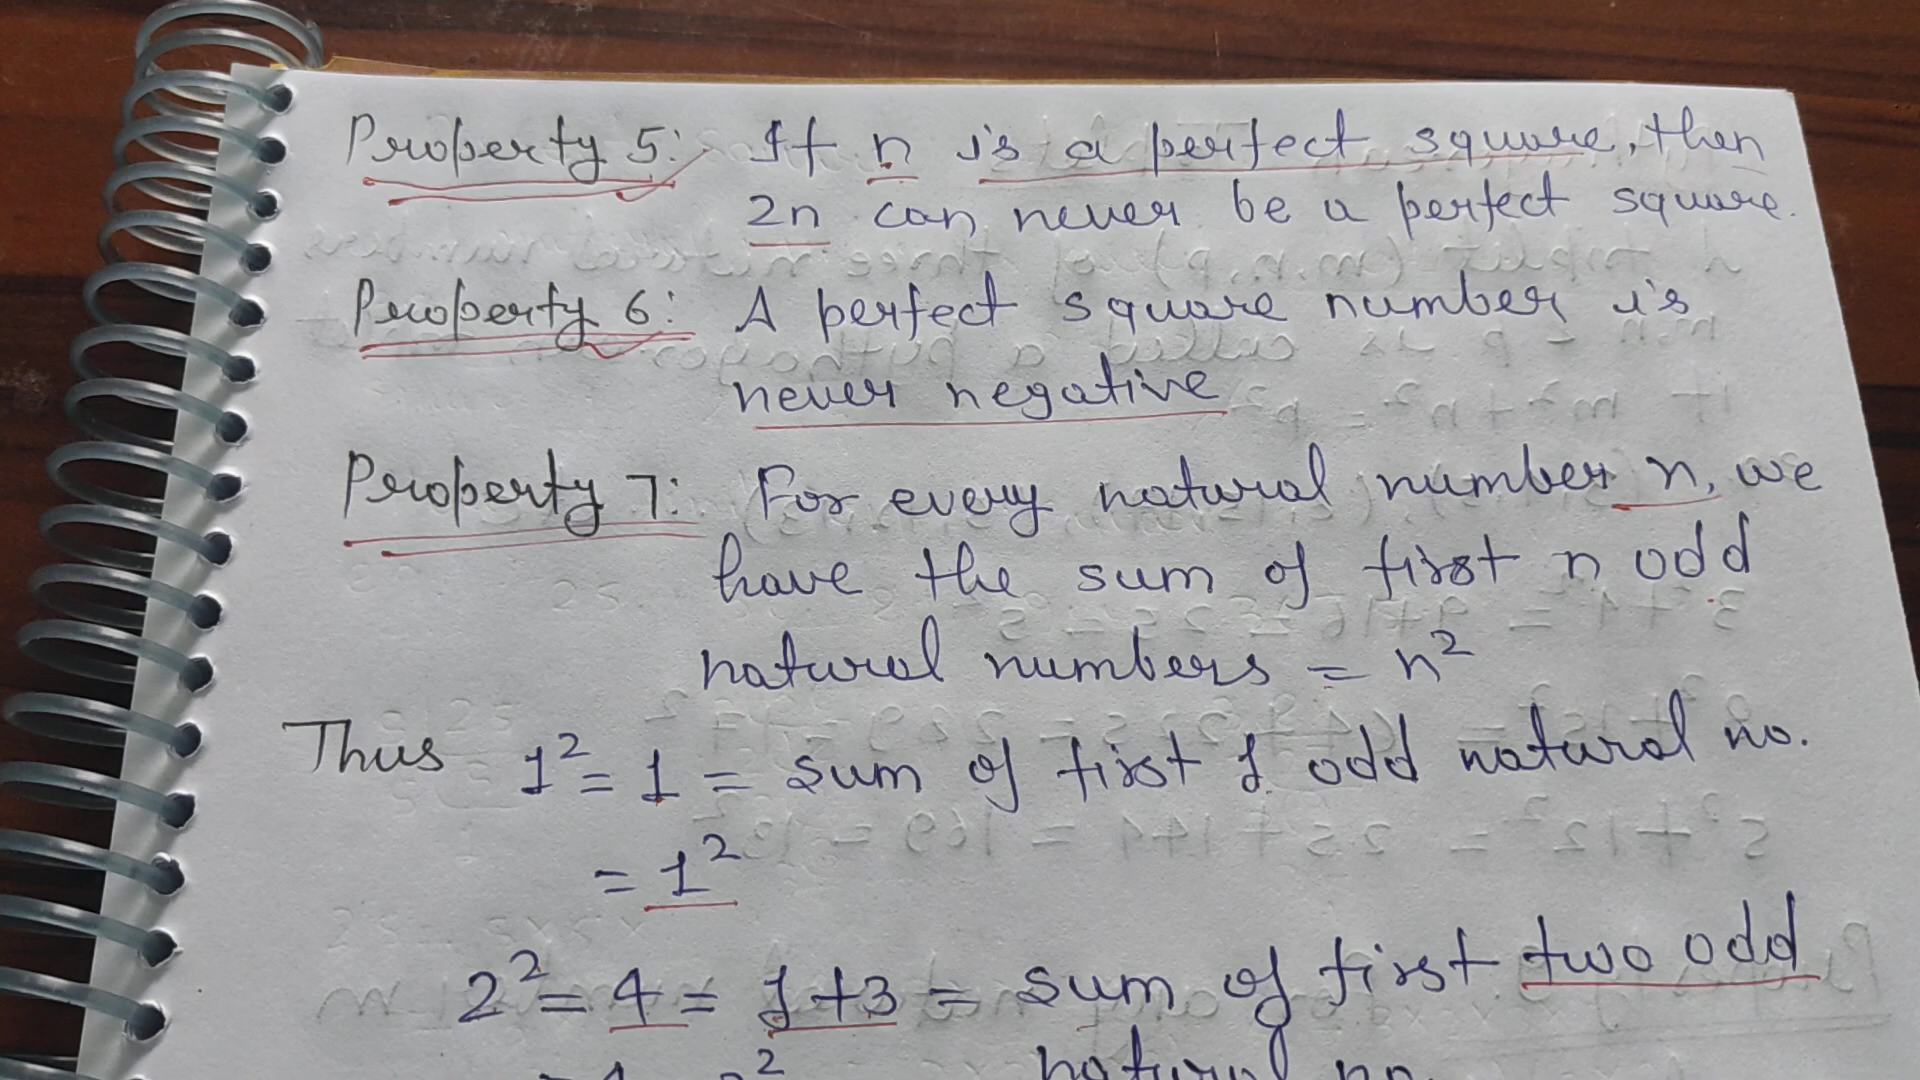 Property 5: If n is a perfect square, then
2n can never be a perfect square.
Property 6: A perfect square number is
never negative
Property 7: For every natural number n, we
have the sum of first n odd
natural numbers = n²
Thus 1² = 1 = sum of first 1 odd natural no.
= 1²
2² = 4 = 1+3 = sum of first two odd
natural no.